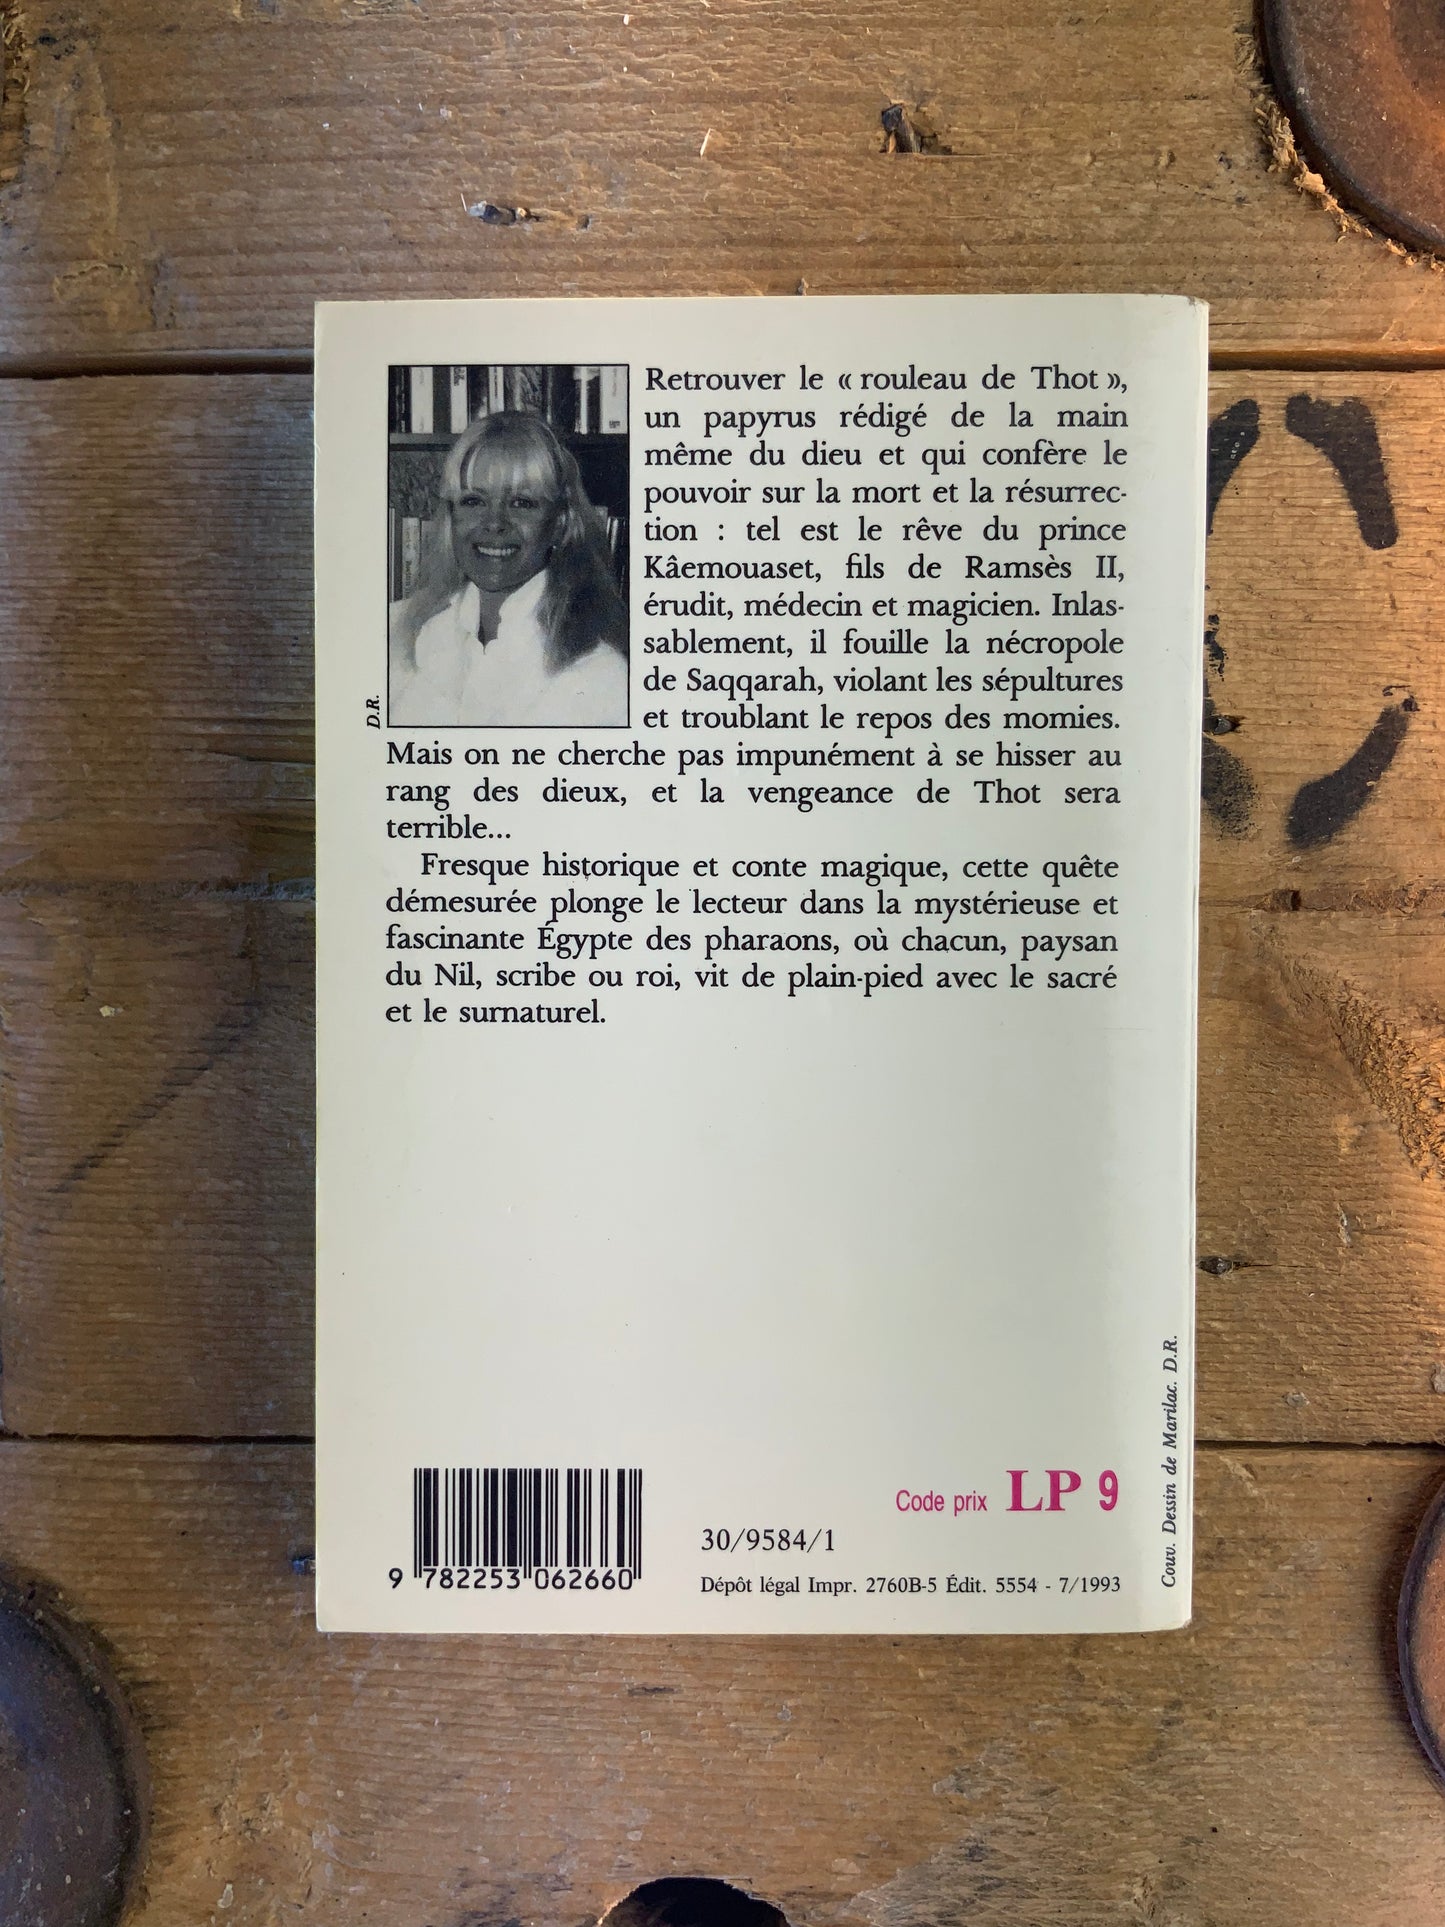 Retrouver le « rouleau de Thot »,
un papyrus rédigé de la main
même du dieu et qui confère le
pouvoir sur la mort et la résurrec-
tion : tel est le rêve du prince
Kâemouaset, fils de Ramsès II,
érudit, médecin et magicien. Inlas-
sablement, il fouille la nécropole
de Saqqarah, violant les sépultures
et troublant le repos des momies.
D.R.
Mais on ne cherche pas impunément à se hisser au
rang des dieux, et la vengeance de Thot sera
terrible...
Fresque historique et conte magique, cette quête
démesurée plonge le lecteur dans la mystérieuse et
fascinante Égypte des pharaons, où chacun, paysan
du Nil, scribe ou roi, vit de plain-pied avec le sacré
et le surnaturel.
Couv. Dessin de Marilac. D.R.
Code prix LP 9
30/9584/1
9 782253 062660
Dépôt légal Impr. 2760B-5 Édit. 5554 - 7/1993